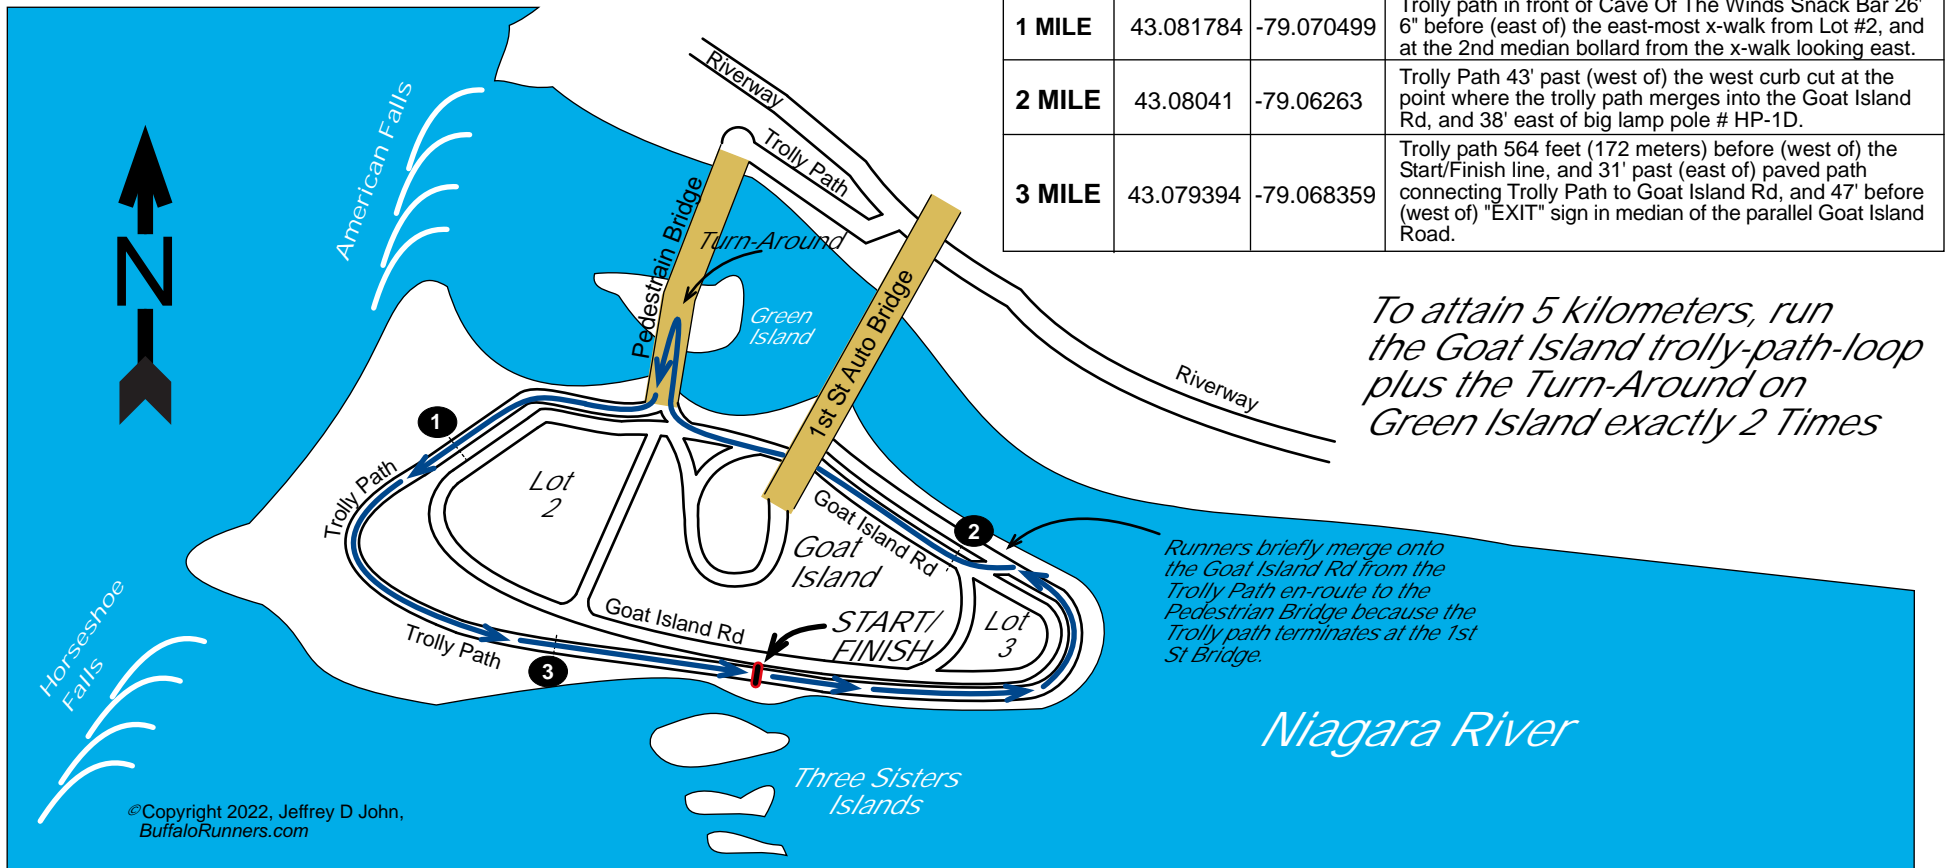 Trolly path in front of Cave Of The Winds Snack Bar 26'
1 MILE 43.081784 -79.070499 6" before (east of) the east-most x-walk from Lot #2, and
at the 2nd median bollard from the x-walk looking east.
Trolly Path 43' past (west of) the west curb cut at the
2 MILE 43.08041 -79.06263 point where the trolly path merges into the Goat Island
Rd, and 38' east of big lamp pole # HP-1D.
Trolly path 564 feet (172 meters) before (west of) the
Start/Finish line, and 31' past (east of) paved path
3 MILE 43.079394 -79.068359 connecting Trolly Path to Goat Island Rd, and 47' before
(west of) "EXIT" sign in median of the parallel Goat Island
Road.
Riverway
Trolly Path
American Falls
N
Pedestrain Bridge
Turn-Around
Green
Island
1st St Auto Bridge
Riverway
To attain 5 kilometers, run
the Goat Island trolly-path-loop
plus the Turn-Around on
Green Island exactly 2 Times
1
Trolly Path
Lot
2
Goat Island Rd
2
Goat
Island
Runners briefly merge onto
the Goat Island Rd from the
Trolly Path en-route to the
Pedestrian Bridge because the
Trolly path terminates at the 1st
St Bridge.
Goat Island Rd
START/
FINISH
Lot
3
Trolly Path
3
Horseshoe
Falls
Niagara River
Three Sisters
Islands
©Copyright 2022, Jeffrey D John,
BuffaloRunners.com